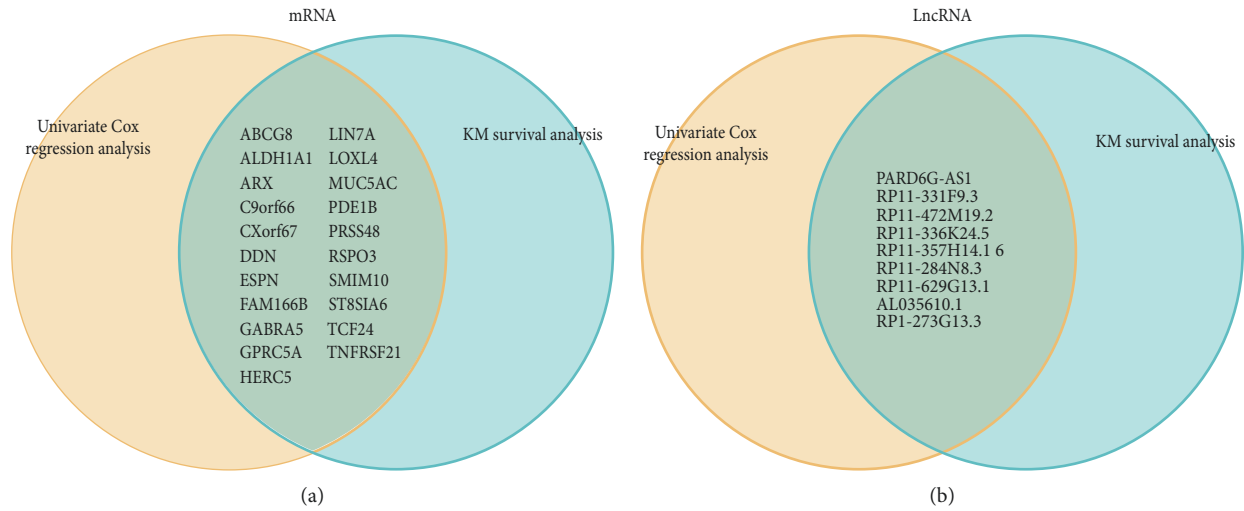 mRNA
Univariate Cox
regression analysis
KM survival analysis
ABCG8
ALDH1A1
ARX
C9orf66
CXorf67
DDN
ESPN
FAM166B
GABRA5
GPRC5A
HERC5
LIN7A
LOXL4
MUC5AC
PDE1B
PRSS48
RSPO3
SMIM10
ST8SIA6
TCF24
TNFRSF21
(a)
LncRNA
Univariate Cox
regression analysis
KM survival analysis
PARD6G-AS1
RP11-331F9.3
RP11-472M19.2
RP11-336K24.5
RP11-357H14.1 6
RP11-284N8.3
RP11-629G13.1
AL035610.1
RP1-273G13.3
(b)